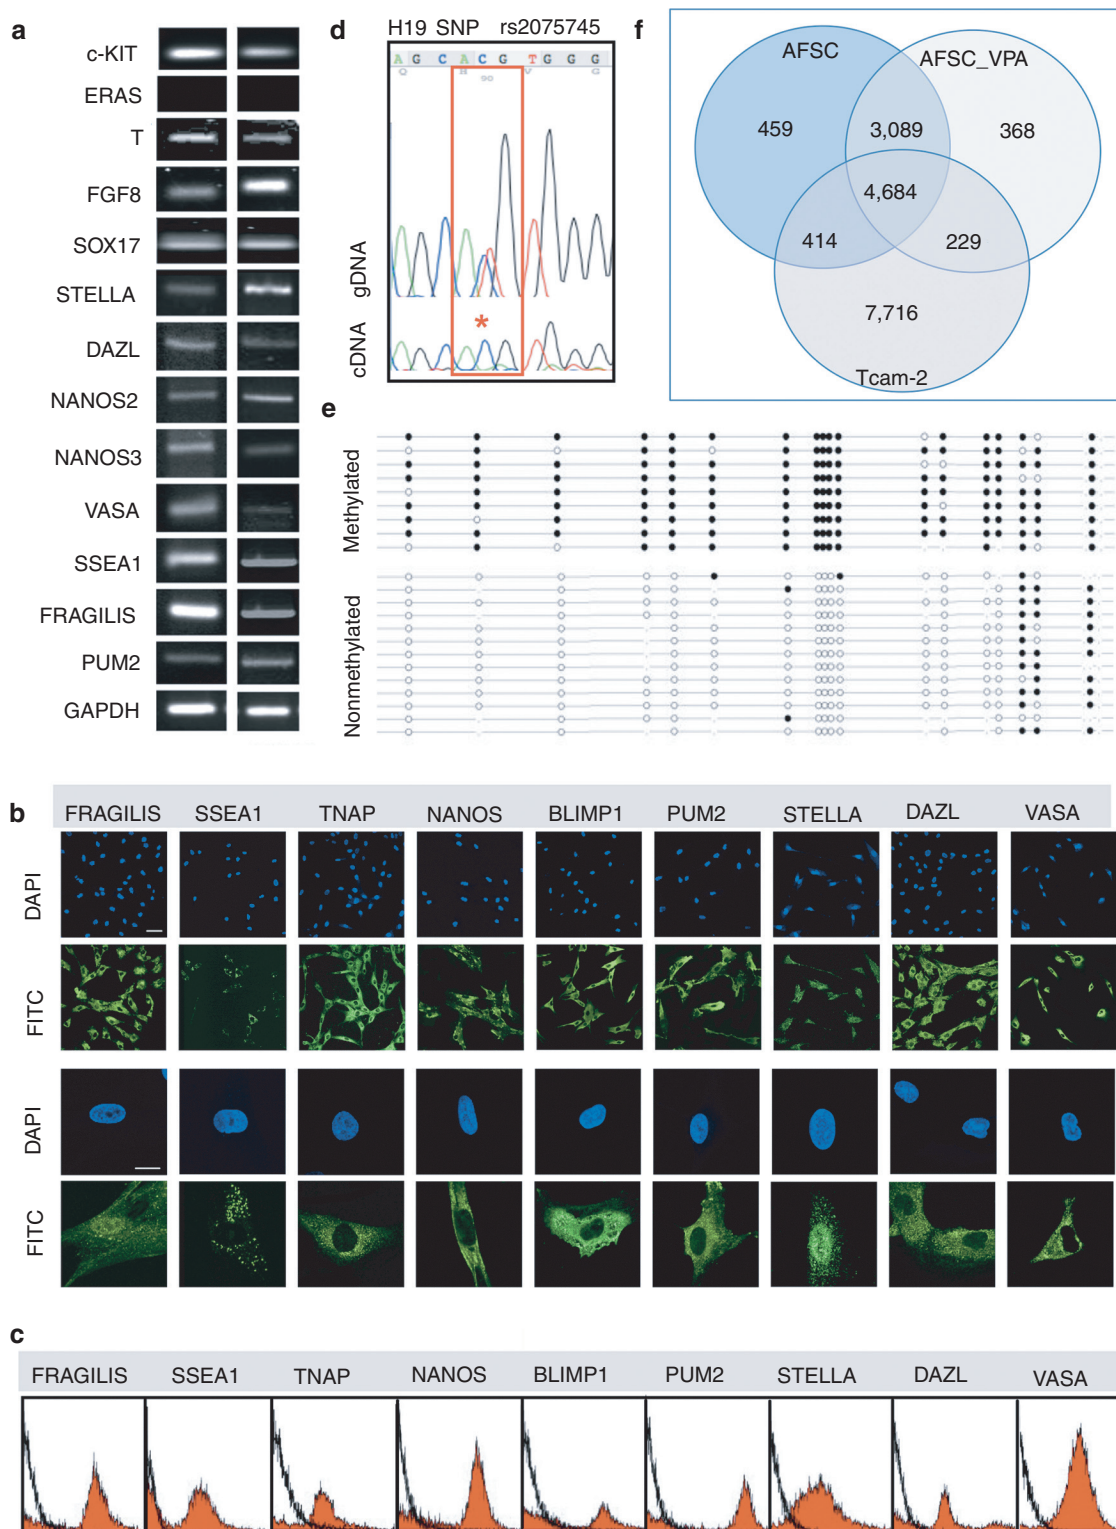 a
c-KIT
ERAS
T
FGF8
SOX17
STELLA
DAZL
NANOS2
NANOS3
VASA
SSEA1
FRAGILIS
PUM2
GAPDH
d
H19 SNP rs2075745
A G C A C G T G G G
Q H V G
90
gDNA
cDNA
*
f
AFSC
AFSC_VPA
459
3,089
368
4,684
414
229
7,716
Tcam-2
e
Methylated
Nonmethylated
b
FRAGILIS SSEA1 TNAP NANOS BLIMP1 PUM2 STELLA DAZL VASA
DAPI
FITC
DAPI
FITC
c
FRAGILIS SSEA1 TNAP NANOS BLIMP1 PUM2 STELLA DAZL VASA